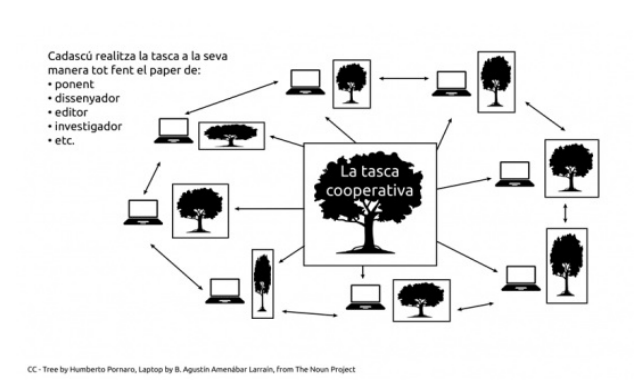 Cadascú realitza la tasca a la seva
manera tot fent el paper de:
• ponent
• dissenyador
• editor
• investigador
• etc.
La tasca
cooperativa
CC - Tree by Humberto Pornaro, Laptop by B. Agustín Amenábar Larraín, from The Noun Project